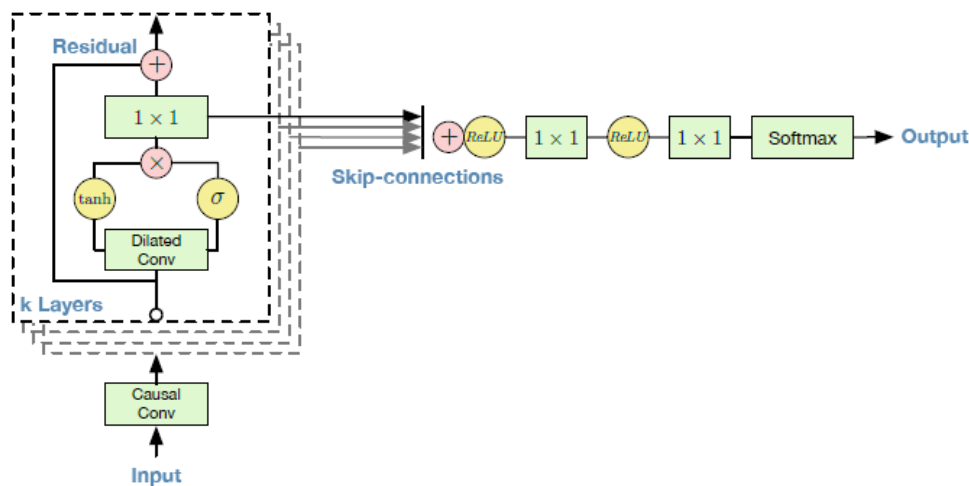 Residual
+
1 × 1
×
tanh
σ
Dilated
Conv
k Layers
Causal
Conv
Input
Skip-connections
+
ReLU
1 × 1
ReLU
1 × 1
Softmax
Output